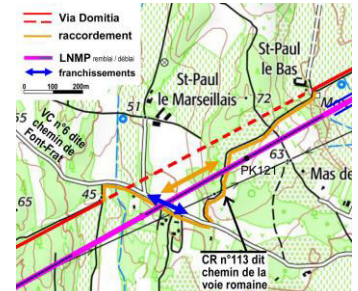 Via Domitia
raccordement
LNMP remblai / déblai
franchissements
0 100 200m
St-Paul
le Bas
St-Paul
le Marseillais
51
72
VC n°6 dite
chemin de
Font-Frat
63
PK121
Mas de
45
65
CR n°113 dit
chemin de la
voie romaine